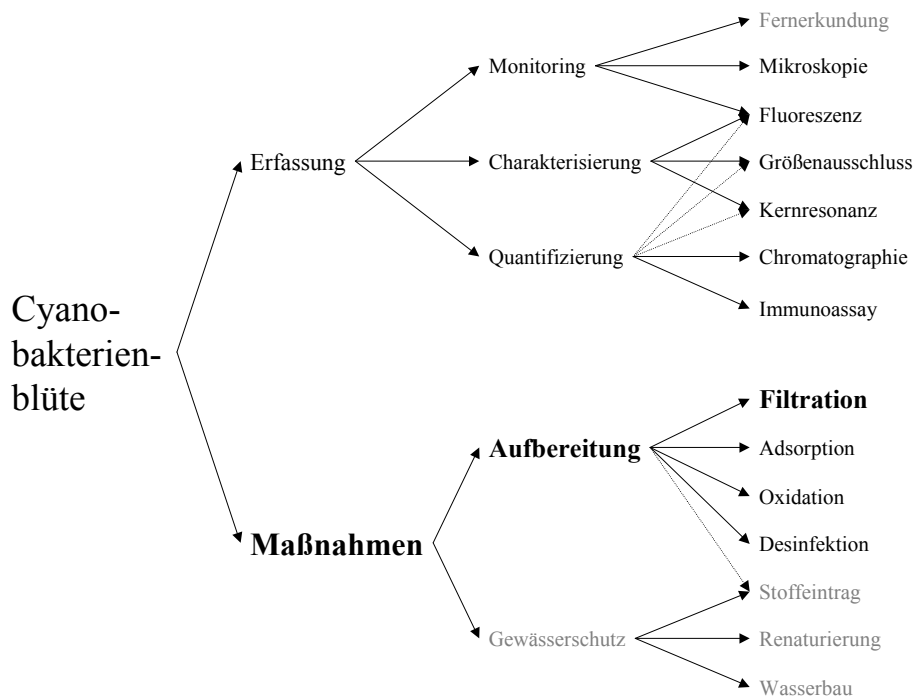 Fernerkundung
Monitoring
Mikroskopie
Fluoreszenz
Erfassung
Charakterisierung
Größenausschluss
Kernresonanz
Quantifizierung
Chromatographie
Immunoassay
Cyano-
bakterien-
blüte
Filtration
Aufbereitung
Adsorption
Oxidation
Maßnahmen
Desinfektion
Stoffeintrag
Gewässerschutz
Renaturierung
Wasserbau